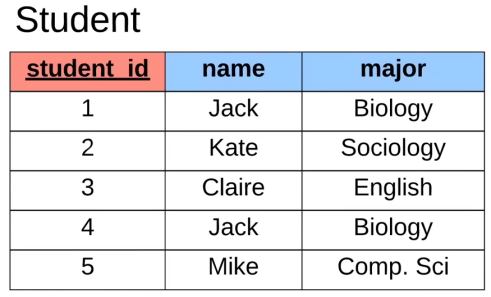 Student
student_id name major
1 Jack Biology
2 Kate Sociology
3 Claire English
4 Jack Biology
5 Mike Comp. Sci